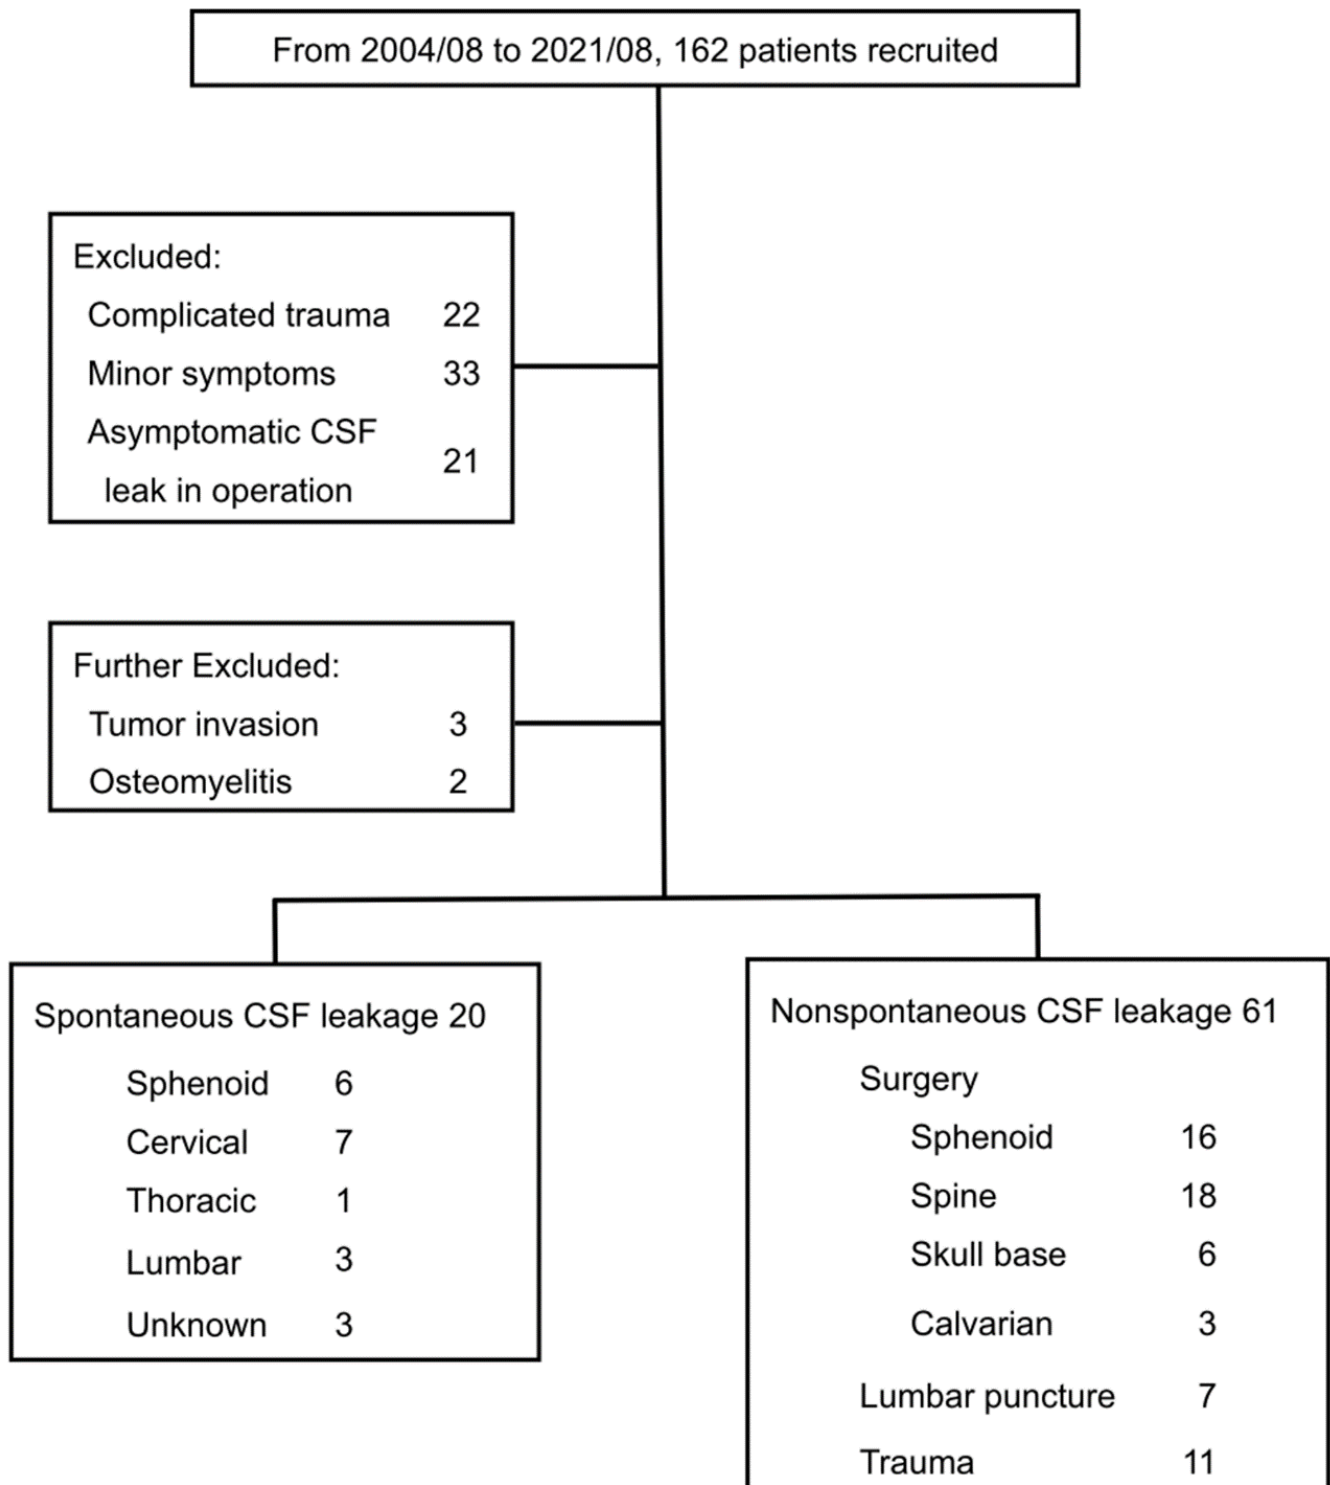 From 2004/08 to 2021/08, 162 patients recruited
Excluded:
Complicated trauma 22
Minor symptoms 33
Asymptomatic CSF
leak in operation 21
Further Excluded:
Tumor invasion 3
Osteomyelitis 2
Spontaneous CSF leakage 20
Sphenoid 6
Cervical 7
Thoracic 1
Lumbar 3
Unknown 3
Nonspontaneous CSF leakage 61
Surgery
Sphenoid 16
Spine 18
Skull base 6
Calvarian 3
Lumbar puncture 7
Trauma 11